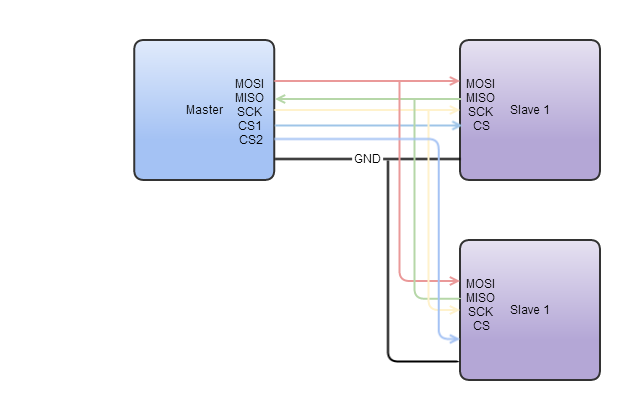 Master
MOSI
MISO
SCK
CS1
CS2
GND
MOSI
MISO
SCK
CS
Slave 1
MOSI
MISO
SCK
CS
Slave 1